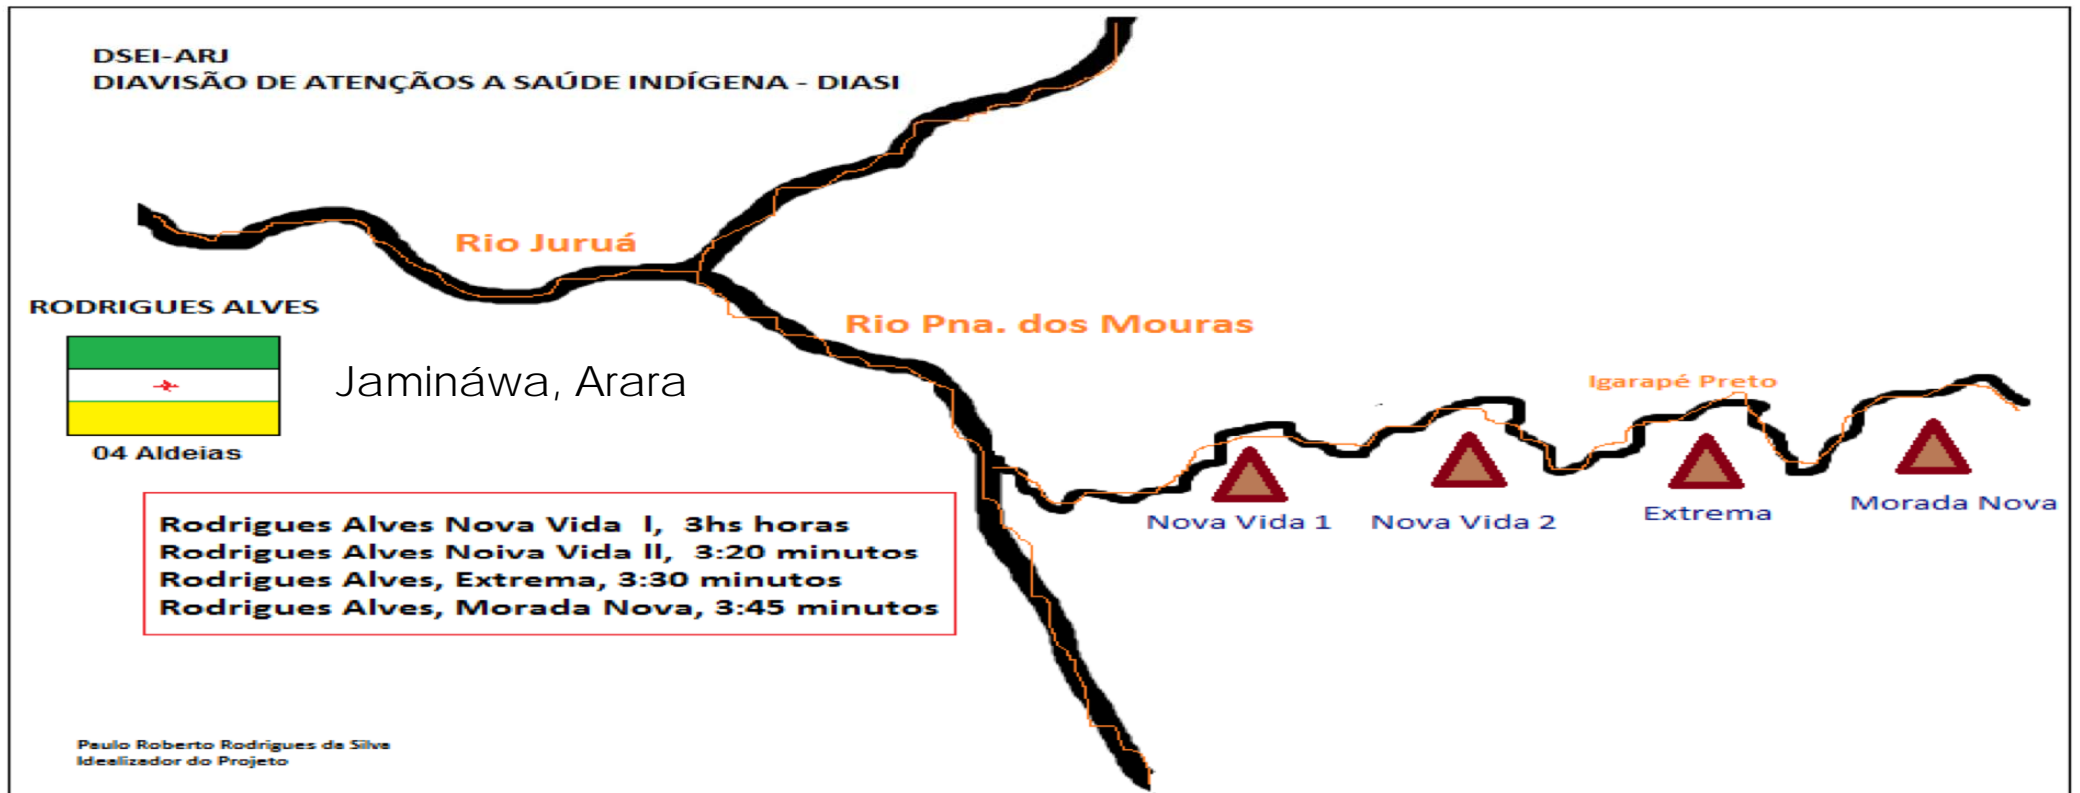 DSEI-ARJ
DIAVISÃO DE ATENÇÃOS A SAÚDE INDÍGENA - DIASI
Rio Juruá
RODRIGUES ALVES
Rio Pna. dos Mouras
Jamináwa, Arara
Igarapé Preto
04 Aldeias
Nova Vida 1
Nova Vida 2
Extrema
Morada Nova
Rodrigues Alves Nova Vida I, 3hs horas
Rodrigues Alves Noiva Vida II, 3:20 minutos
Rodrigues Alves, Extrema, 3:30 minutos
Rodrigues Alves, Morada Nova, 3:45 minutos
Paulo Roberto Rodrigues da Silva
Idealizador do Projeto